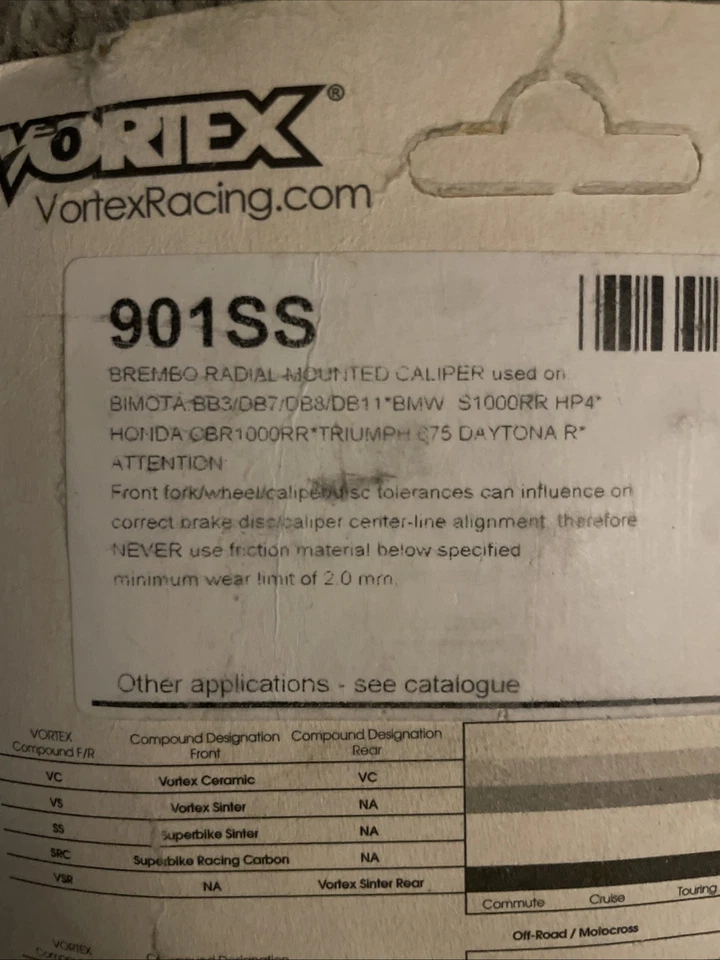 VORTEX®
VortexRacing.com
901SS
BREMBO RADIAL MOUNTED CALIPER used on
BIMOTA BB3/DB7/DB8/DB11*BMW S1000RR HP4*
HONDA CBR1000RR*TRIUMPH 675 DAYTONA R*
ATTENTION:
Front fork/wheel/caliper/disc tolerances can influence on
correct brake disc/caliper center-line alignment, therefore
NEVER use friction material below specified
minimum wear limit of 2.0 mm.
Other applications - see catalogue
VORTEX Compound F/R Compound Designation Front Compound Designation Rear
VC Vortex Ceramic VC
VS Vortex Sinter NA
SS Superbike Sinter NA
SRC Superbike Racing Carbon NA
VSR NA Vortex Sinter Rear
Commute Cruise Touring
Off-Road / Motocross
VORTEX
Compound Designation